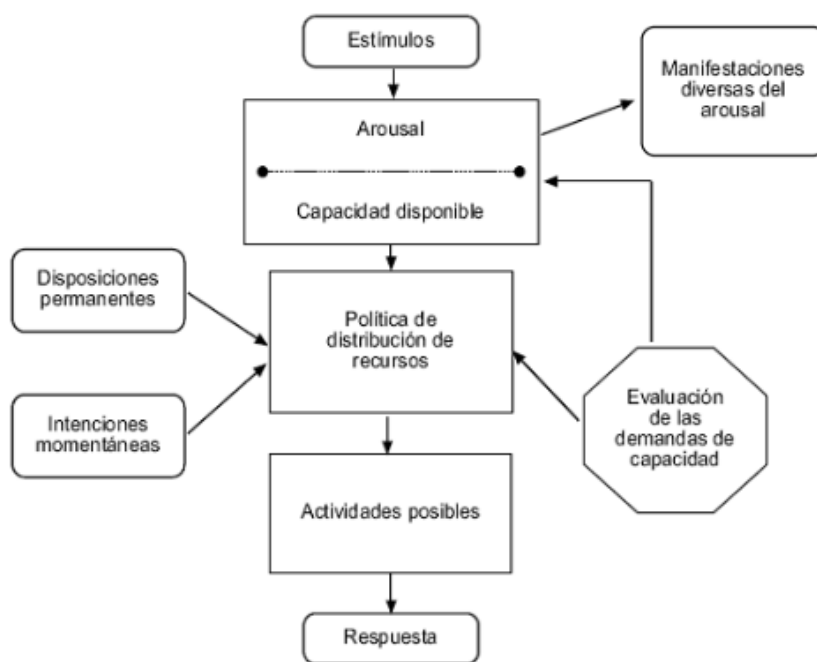 Estímulos
Manifestaciones
diversas del
arousal
Arousal
Capacidad disponible
Disposiciones
permanentes
Política de
distribución de
recursos
Intenciones
momentáneas
Evaluación
de las
demandas de
capacidad
Actividades posibles
Respuesta